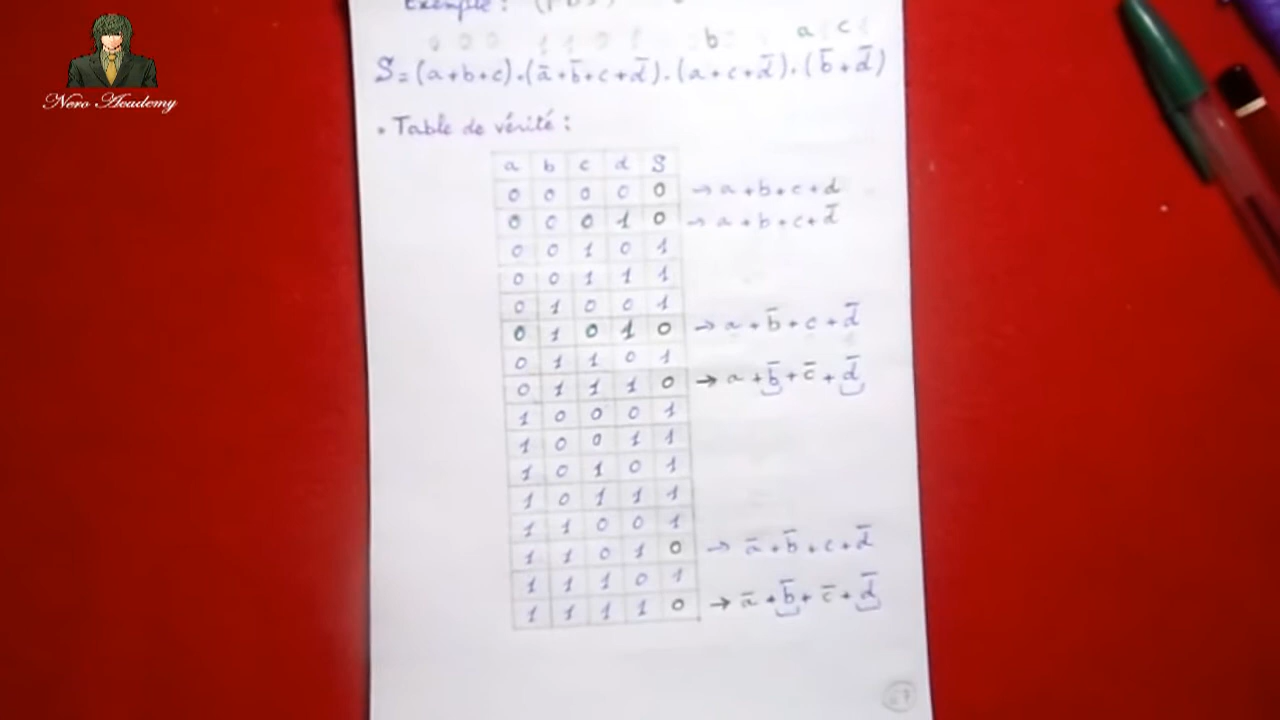 Exemple :
b a c
S = (a+b+c).(a̅+b̅+c+d̅).(a+c+d̅).(b̅+d̅)
Nero Academy
• Table de vérité :
a b c d S
0 0 0 0 0 → a+b+c+d
0 0 0 1 0 → a+b+c+d̅
0 0 1 0 1
0 0 1 1 1
0 1 0 0 1
0 1 0 1 0 → a+b̅+c+d̅
0 1 1 0 1
0 1 1 1 0 → a+b̅+c̅+d̅
1 0 0 0 1
1 0 0 1 1
1 0 1 0 1
1 0 1 1 1
1 1 0 0 1
1 1 0 1 0 → a̅+b̅+c+d̅
1 1 1 0 1
1 1 1 1 0 → a̅+b̅+c̅+d̅